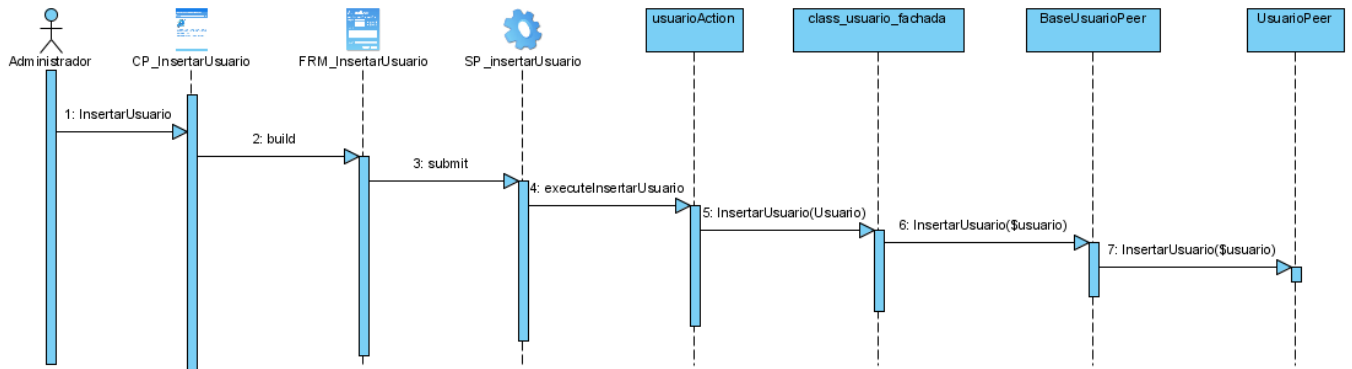 Administrador
CP_InsertarUsuario
FRM_InsertarUsuario
SP_insertarUsuario
usuarioAction
class_usuario_fachada
BaseUsuarioPeer
UsuarioPeer
1: InsertarUsuario
2: build
3: submit
4: executeInsertarUsuario
5: InsertarUsuario(Usuario)
6: InsertarUsuario($usuario)
7: InsertarUsuario($usuario)